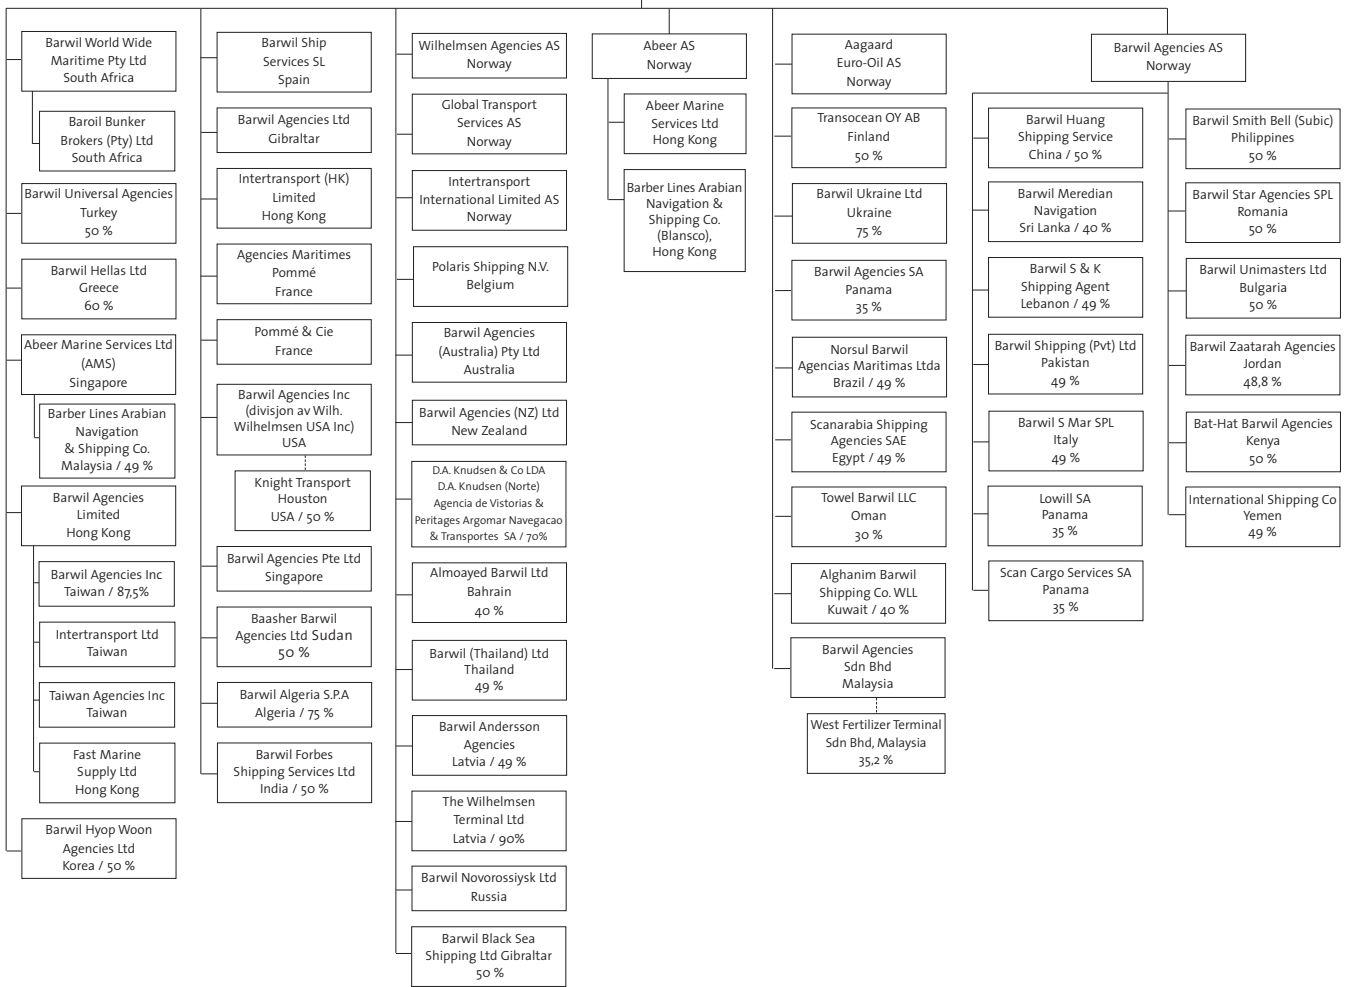 Barwil World Wide
Maritime Pty Ltd
South Africa
Baroil Bunker
Brokers (Pty) Ltd
South Africa
Barwil Universal Agencies
Turkey
50 %
Barwil Hellas Ltd
Greece
60 %
Abeer Marine Services Ltd
(AMS)
Singapore
Barber Lines Arabian
Navigation
& Shipping Co.
Malaysia / 49 %
Barwil Agencies
Limited
Hong Kong
Barwil Agencies Inc
Taiwan / 87,5%
Intertransport Ltd
Taiwan
Taiwan Agencies Inc
Taiwan
Fast Marine
Supply Ltd
Hong Kong
Barwil Hyop Woon
Agencies Ltd
Korea / 50 %
Barwil Ship
Services SL
Spain
Barwil Agencies Ltd
Gibraltar
Intertransport (HK)
Limited
Hong Kong
Agencies Maritimes
Pommé
France
Pommé & Cie
France
Barwil Agencies Inc
(divisjon av Wilh.
Wilhelmsen USA Inc)
USA
Knight Transport
Houston
USA / 50 %
Barwil Agencies Pte Ltd
Singapore
Baasher Barwil
Agencies Ltd Sudan
50 %
Barwil Algeria S.P.A
Algeria / 75 %
Barwil Forbes
Shipping Services Ltd
India / 50 %
Wilhelmsen Agencies AS
Norway
Global Transport
Services AS
Norway
Intertransport
International Limited AS
Norway
Polaris Shipping N.V.
Belgium
Barwil Agencies
(Australia) Pty Ltd
Australia
Barwil Agencies (NZ) Ltd
New Zealand
D.A. Knudsen & Co LDA
D.A. Knudsen (Norte)
Agencia de Vistorias &
Peritages Argomar Navegacao
& Transportes SA / 70%
Almoayed Barwil Ltd
Bahrain
40 %
Barwil (Thailand) Ltd
Thailand
49 %
Barwil Andersson
Agencies
Latvia / 49 %
The Wilhelmsen
Terminal Ltd
Latvia / 90%
Barwil Novorossiysk Ltd
Russia
Barwil Black Sea
Shipping Ltd Gibraltar
50 %
Abeer AS
Norway
Abeer Marine
Services Ltd
Hong Kong
Barber Lines Arabian
Navigation &
Shipping Co.
(Blansco),
Hong Kong
Aagaard
Euro-Oil AS
Norway
Transocean OY AB
Finland
50 %
Barwil Ukraine Ltd
Ukraine
75 %
Barwil Agencies SA
Panama
35 %
Norsul Barwil
Agencias Maritimas Ltda
Brazil / 49 %
Scanarabia Shipping
Agencies SAE
Egypt / 49 %
Towel Barwil LLC
Oman
30 %
Alghanim Barwil
Shipping Co. WLL
Kuwait / 40 %
Barwil Agencies
Sdn Bhd
Malaysia
West Fertilizer Terminal
Sdn Bhd, Malaysia
35,2 %
Barwil Agencies AS
Norway
Barwil Huang
Shipping Service
China / 50 %
Barwil Meredian
Navigation
Sri Lanka / 40 %
Barwil S & K
Shipping Agent
Lebanon / 49 %
Barwil Shipping (Pvt) Ltd
Pakistan
49 %
Barwil S Mar SPL
Italy
49 %
Lowill SA
Panama
35 %
Scan Cargo Services SA
Panama
35 %
Barwil Smith Bell (Subic)
Philippines
50 %
Barwil Star Agencies SPL
Romania
50 %
Barwil Unimasters Ltd
Bulgaria
50 %
Barwil Zaatarah Agencies
Jordan
48,8 %
Bat-Hat Barwil Agencies
Kenya
50 %
International Shipping Co
Yemen
49 %